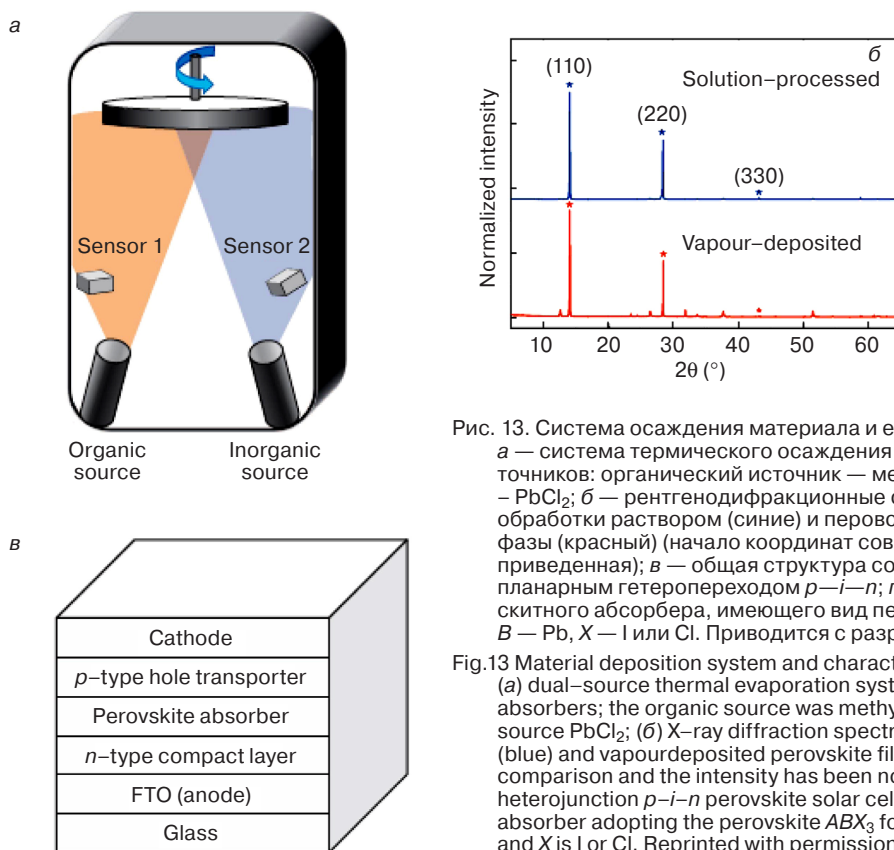 а
Sensor 1
Sensor 2
Organic
source
Inorganic
source
б
(110)
Solution–processed
(220)
(330)
Vapour–deposited
Normalized intensity
10 20 30 40 50 60
2θ (°)
в
Cathode
p–type hole transporter
Perovskite absorber
n–type compact layer
FTO (anode)
Glass
Рис. 13. Система осаждения материала и е
а — система термического осаждения
точников: органический источник — ме
– PbCl₂; б — рентгенодифракционные с
обработки раствором (синие) и перово
фазы (красный) (начало координат сов
приведенная); в — общая структура со
планарным гетеропереходом p—i—n;
скитного абсорбера, имеющего вид пе
B — Pb, X — I или Cl. Приводится с разр
Fig.13 Material deposition system and charact
(a) dual–source thermal evaporation syst
absorbers; the organic source was methy
source PbCl₂; (б) X–ray diffraction spectr
(blue) and vapourdeposited perovskite fil
comparison and the intensity has been no
heterojunction p–i–n perovskite solar cel
absorber adopting the perovskite ABX₃ fo
and X is I or Cl. Reprinted with permission